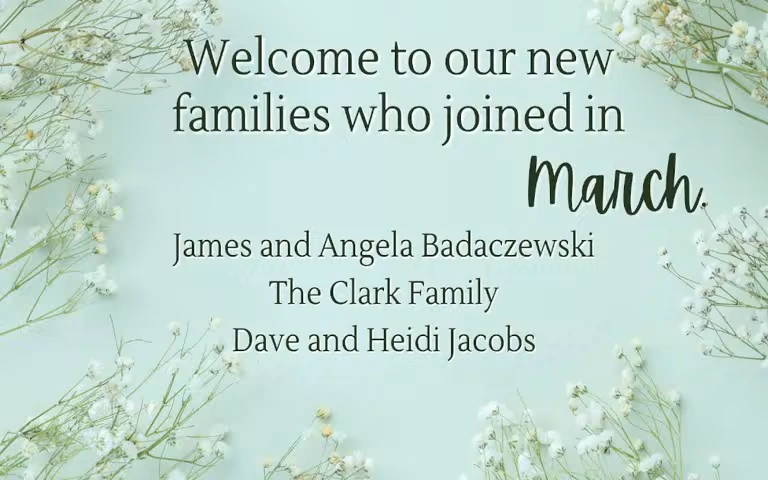 Welcome to our new
families who joined in
March.
James and Angela Badaczewski
The Clark Family
Dave and Heidi Jacobs